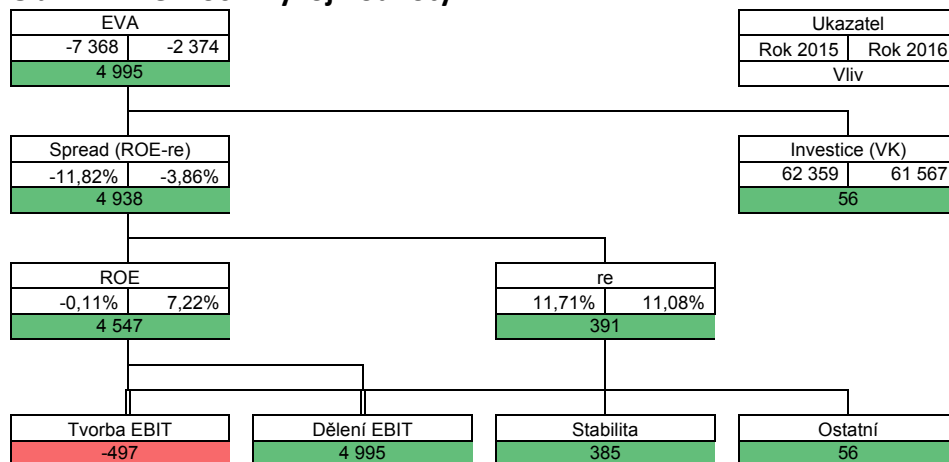 EVA
-7 368 -2 374
4 995
Ukazatel
Rok 2015 Rok 2016
Vliv
Spread (ROE-re)
-11,82% -3,86%
4 938
Investice (VK)
62 359 61 567
56
ROE
-0,11% 7,22%
4 547
re
11,71% 11,08%
391
Tvorba EBIT
-497
Dělení EBIT
4 995
Stabilita
385
Ostatní
56